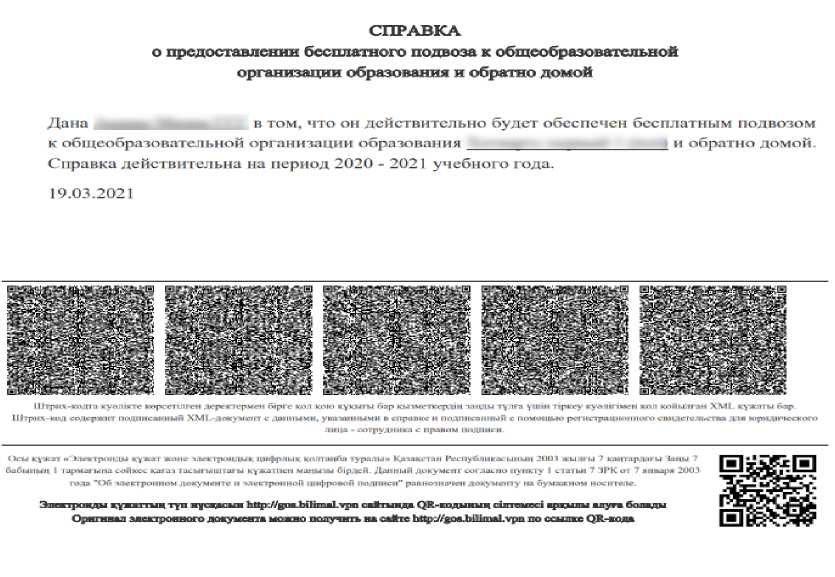 СПРАВКА
о предоставлении бесплатного подвоза к общеобразовательной
организации образования и обратно домой
Дана в том, что он действительно будет обеспечен бесплатным подвозом
к общеобразовательной организации образования и обратно домой.
Справка действительна на период 2020 - 2021 учебного года.
19.03.2021
Штрих-кодта куәлікте көрсетілген деректермен бірге қол қою құқығы бар қызметкердің заңды тұлға үшін тіркеу куәлігімен қол қойылған XML құжаты бар.
Штрих-код содержит подписанный XML-документ с данными, указанными в справке и подписанный с помощью регистрационного свидетельства для юридического
лица - сотрудника с правом подписи.
Осы құжат «Электронды құжат және электрондық цифрлық қолтаңба туралы» Қазақстан Республикасының 2003 жылғы 7 қаңтардағы Заңы 7
бабының 1 тармағына сәйкес қағаз тасығыштағы құжатпен маңызы бірдей. Данный документ согласно пункту 1 статьи 7 ЗРК от 7 января 2003
года "Об электронном документе и электронной цифровой подписи" равнозначен документу на бумажном носителе.
Электронды құжаттың түп нұсқасын http://gos.bilimal.vpn сайтында QR-кодының сілтемесі арқылы алуға болады
Оригинал электронного документа можно получить на сайте http://gos.bilimal.vpn по ссылке QR-кода